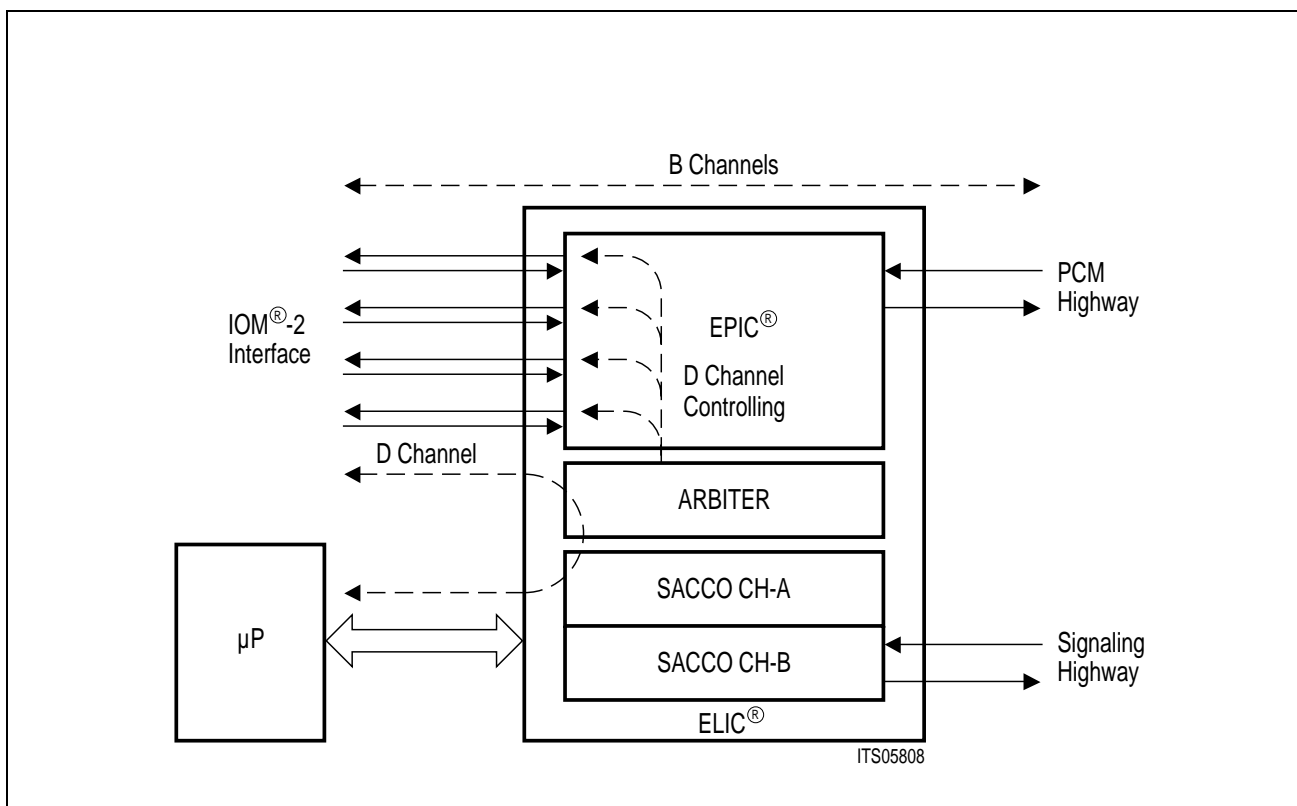 B Channels
PCM
Highway
IOM®-2
Interface
EPIC®
D Channel
Controlling
D Channel
ARBITER
SACCO CH-A
µP
SACCO CH-B
Signaling
Highway
ELIC®
ITS05808